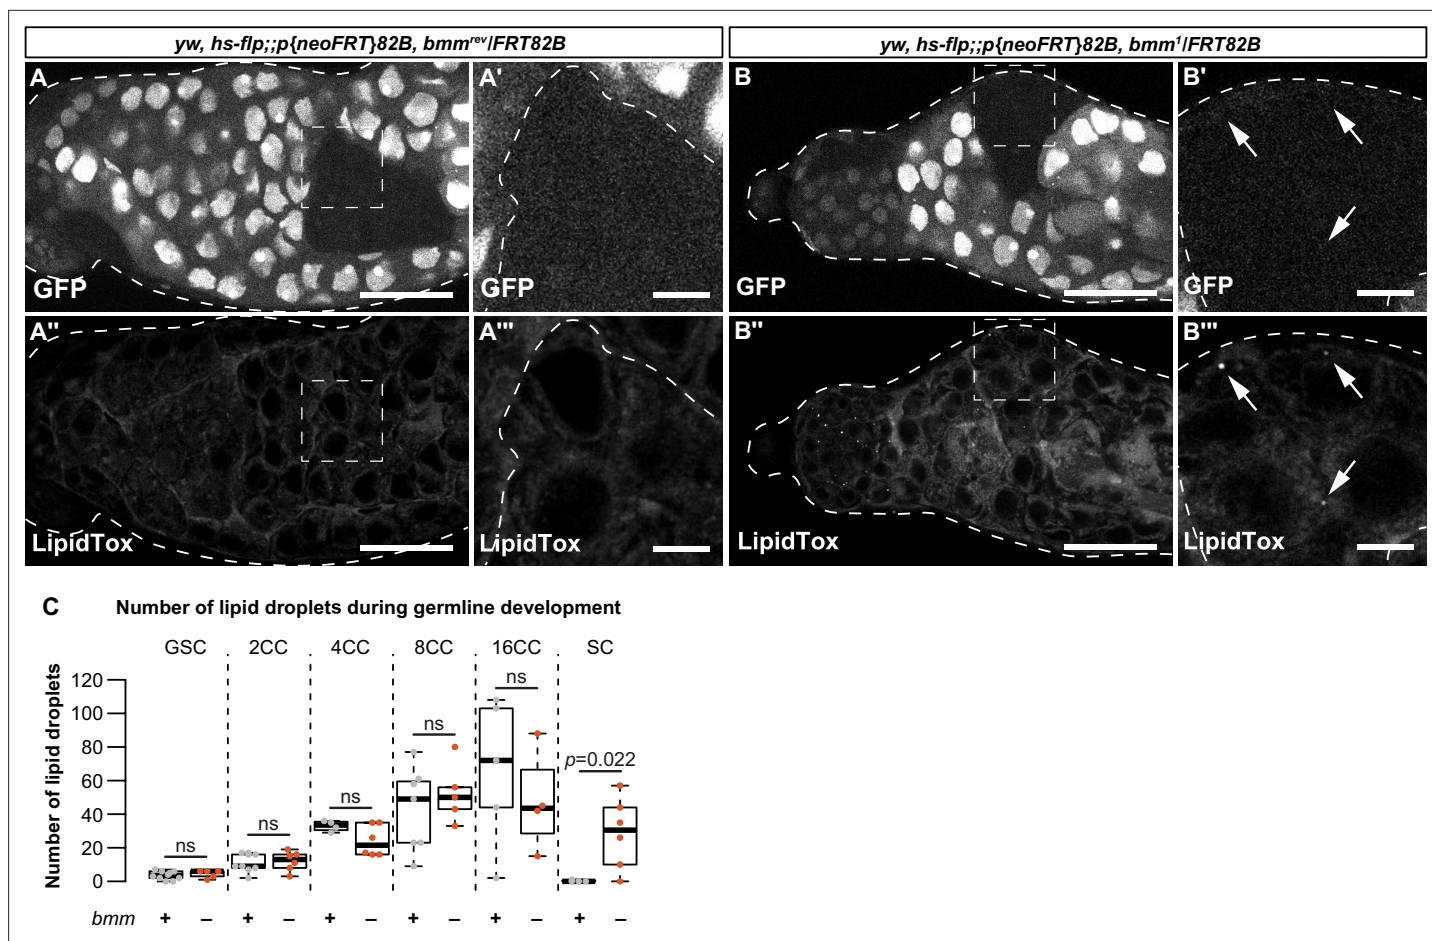 yw, hs-flp;;p{neoFRT}82B, bmm^rev/FRT82B
yw, hs-flp;;p{neoFRT}82B, bmm^1/FRT82B
A
GFP
A'
GFP
B
GFP
B'
GFP
A''
LipidTox
A'''
LipidTox
B''
LipidTox
B'''
LipidTox
C Number of lipid droplets during germline development
GSC 2CC 4CC 8CC 16CC SC
Number of lipid droplets
120
100
80
60
40
20
0
ns
ns
ns
ns
ns
p=0.022
bmm + – + – + – + – + – + –